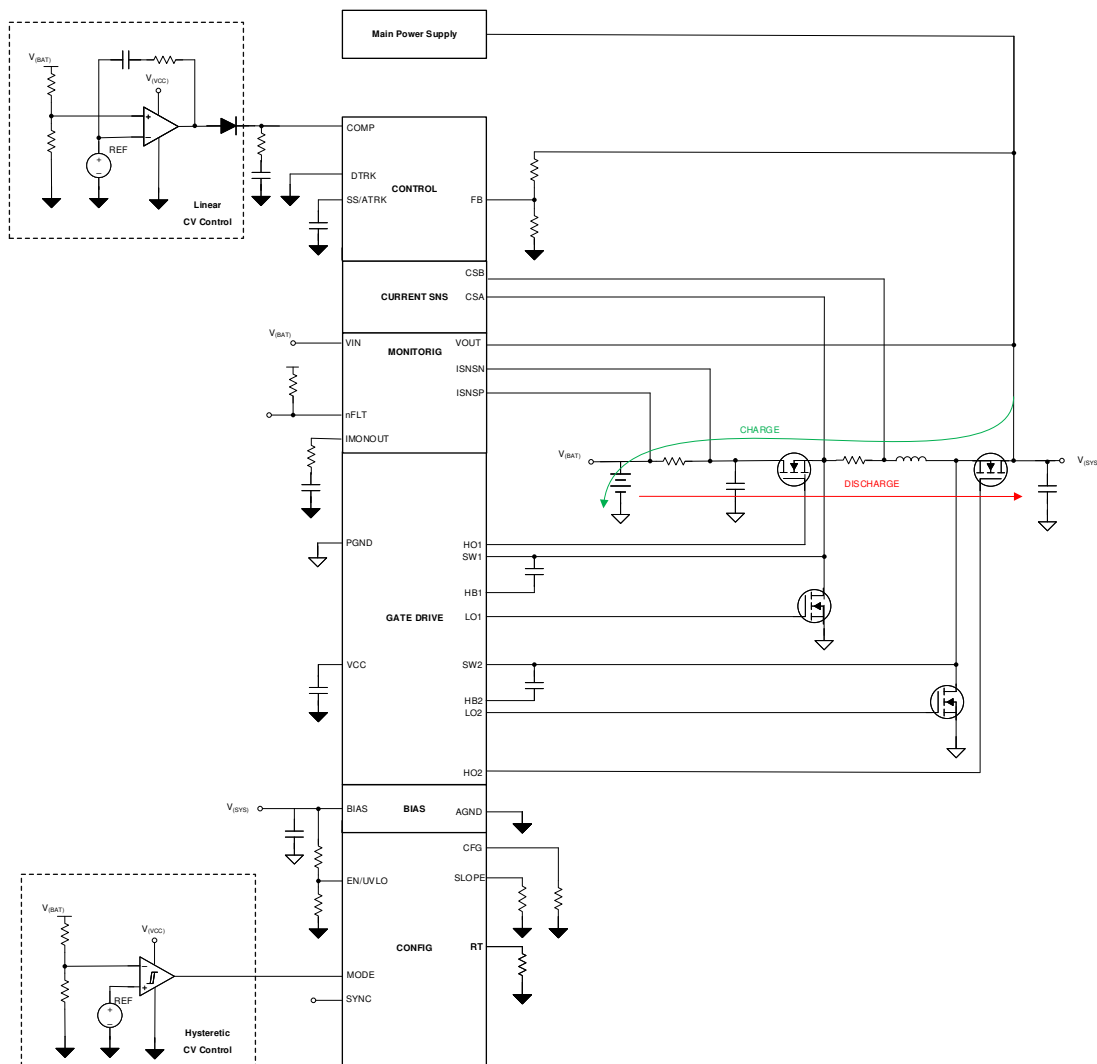 Main Power Supply
V(BAT)
V(VCC)
REF
Linear
CV Control
COMP
DTRK
CONTROL
SS/ATRK
FB
CSB
CURRENT SNS
CSA
V(BAT)
VIN
MONITORIG
VOUT
ISNSN
ISNSP
nFLT
IMONOUT
CHARGE
V(BAT)
V(SYS
DISCHARGE
PGND
HO1
SW1
HB1
GATE DRIVE
LO1
VCC
SW2
HB2
LO2
HO2
V(SYS)
BIAS
BIAS
AGND
CFG
EN/UVLO
SLOPE
CONFIG
RT
V(BAT)
V(VCC)
REF
MODE
SYNC
Hysteretic
CV Control